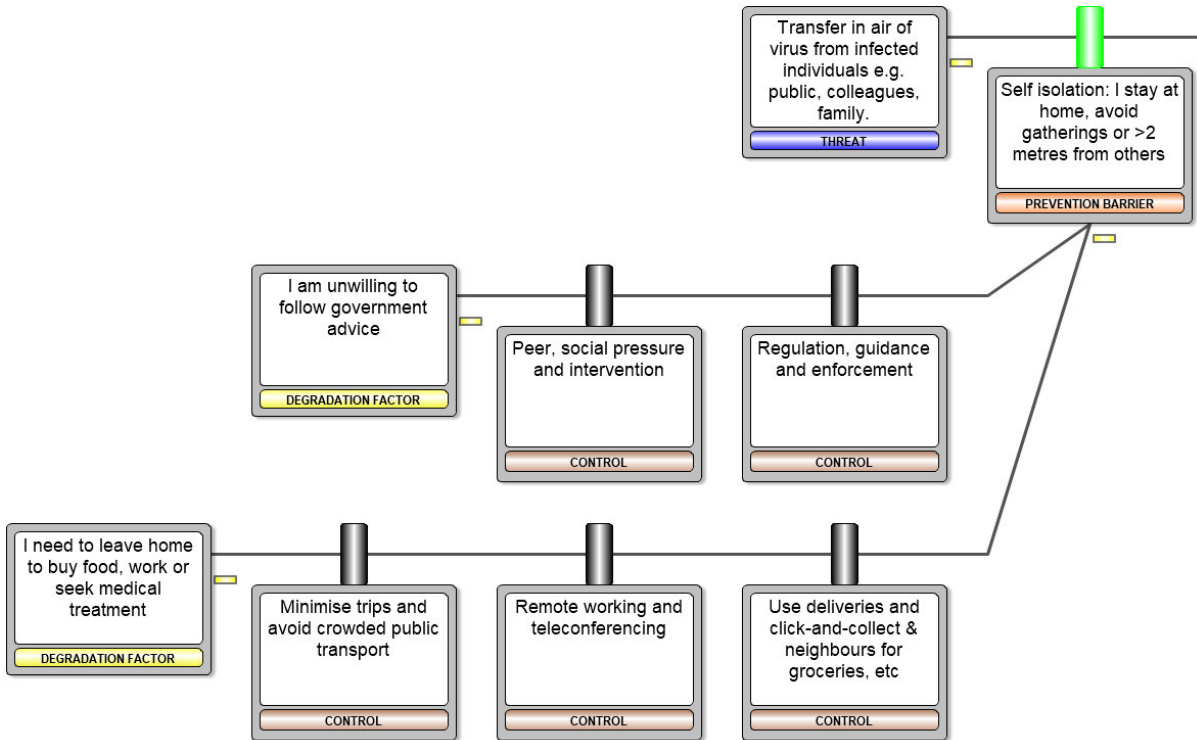 Transfer in air of
virus from infected
individuals e.g.
public, colleagues,
family.
THREAT
Self isolation: I stay at
home, avoid
gatherings or >2
metres from others
PREVENTION BARRIER
I am unwilling to
follow government
advice
DEGRADATION FACTOR
Peer, social pressure
and intervention
CONTROL
Regulation, guidance
and enforcement
CONTROL
I need to leave home
to buy food, work or
seek medical
treatment
DEGRADATION FACTOR
Minimise trips and
avoid crowded public
transport
CONTROL
Remote working and
teleconferencing
CONTROL
Use deliveries and
click-and-collect &
neighbours for
groceries, etc
CONTROL